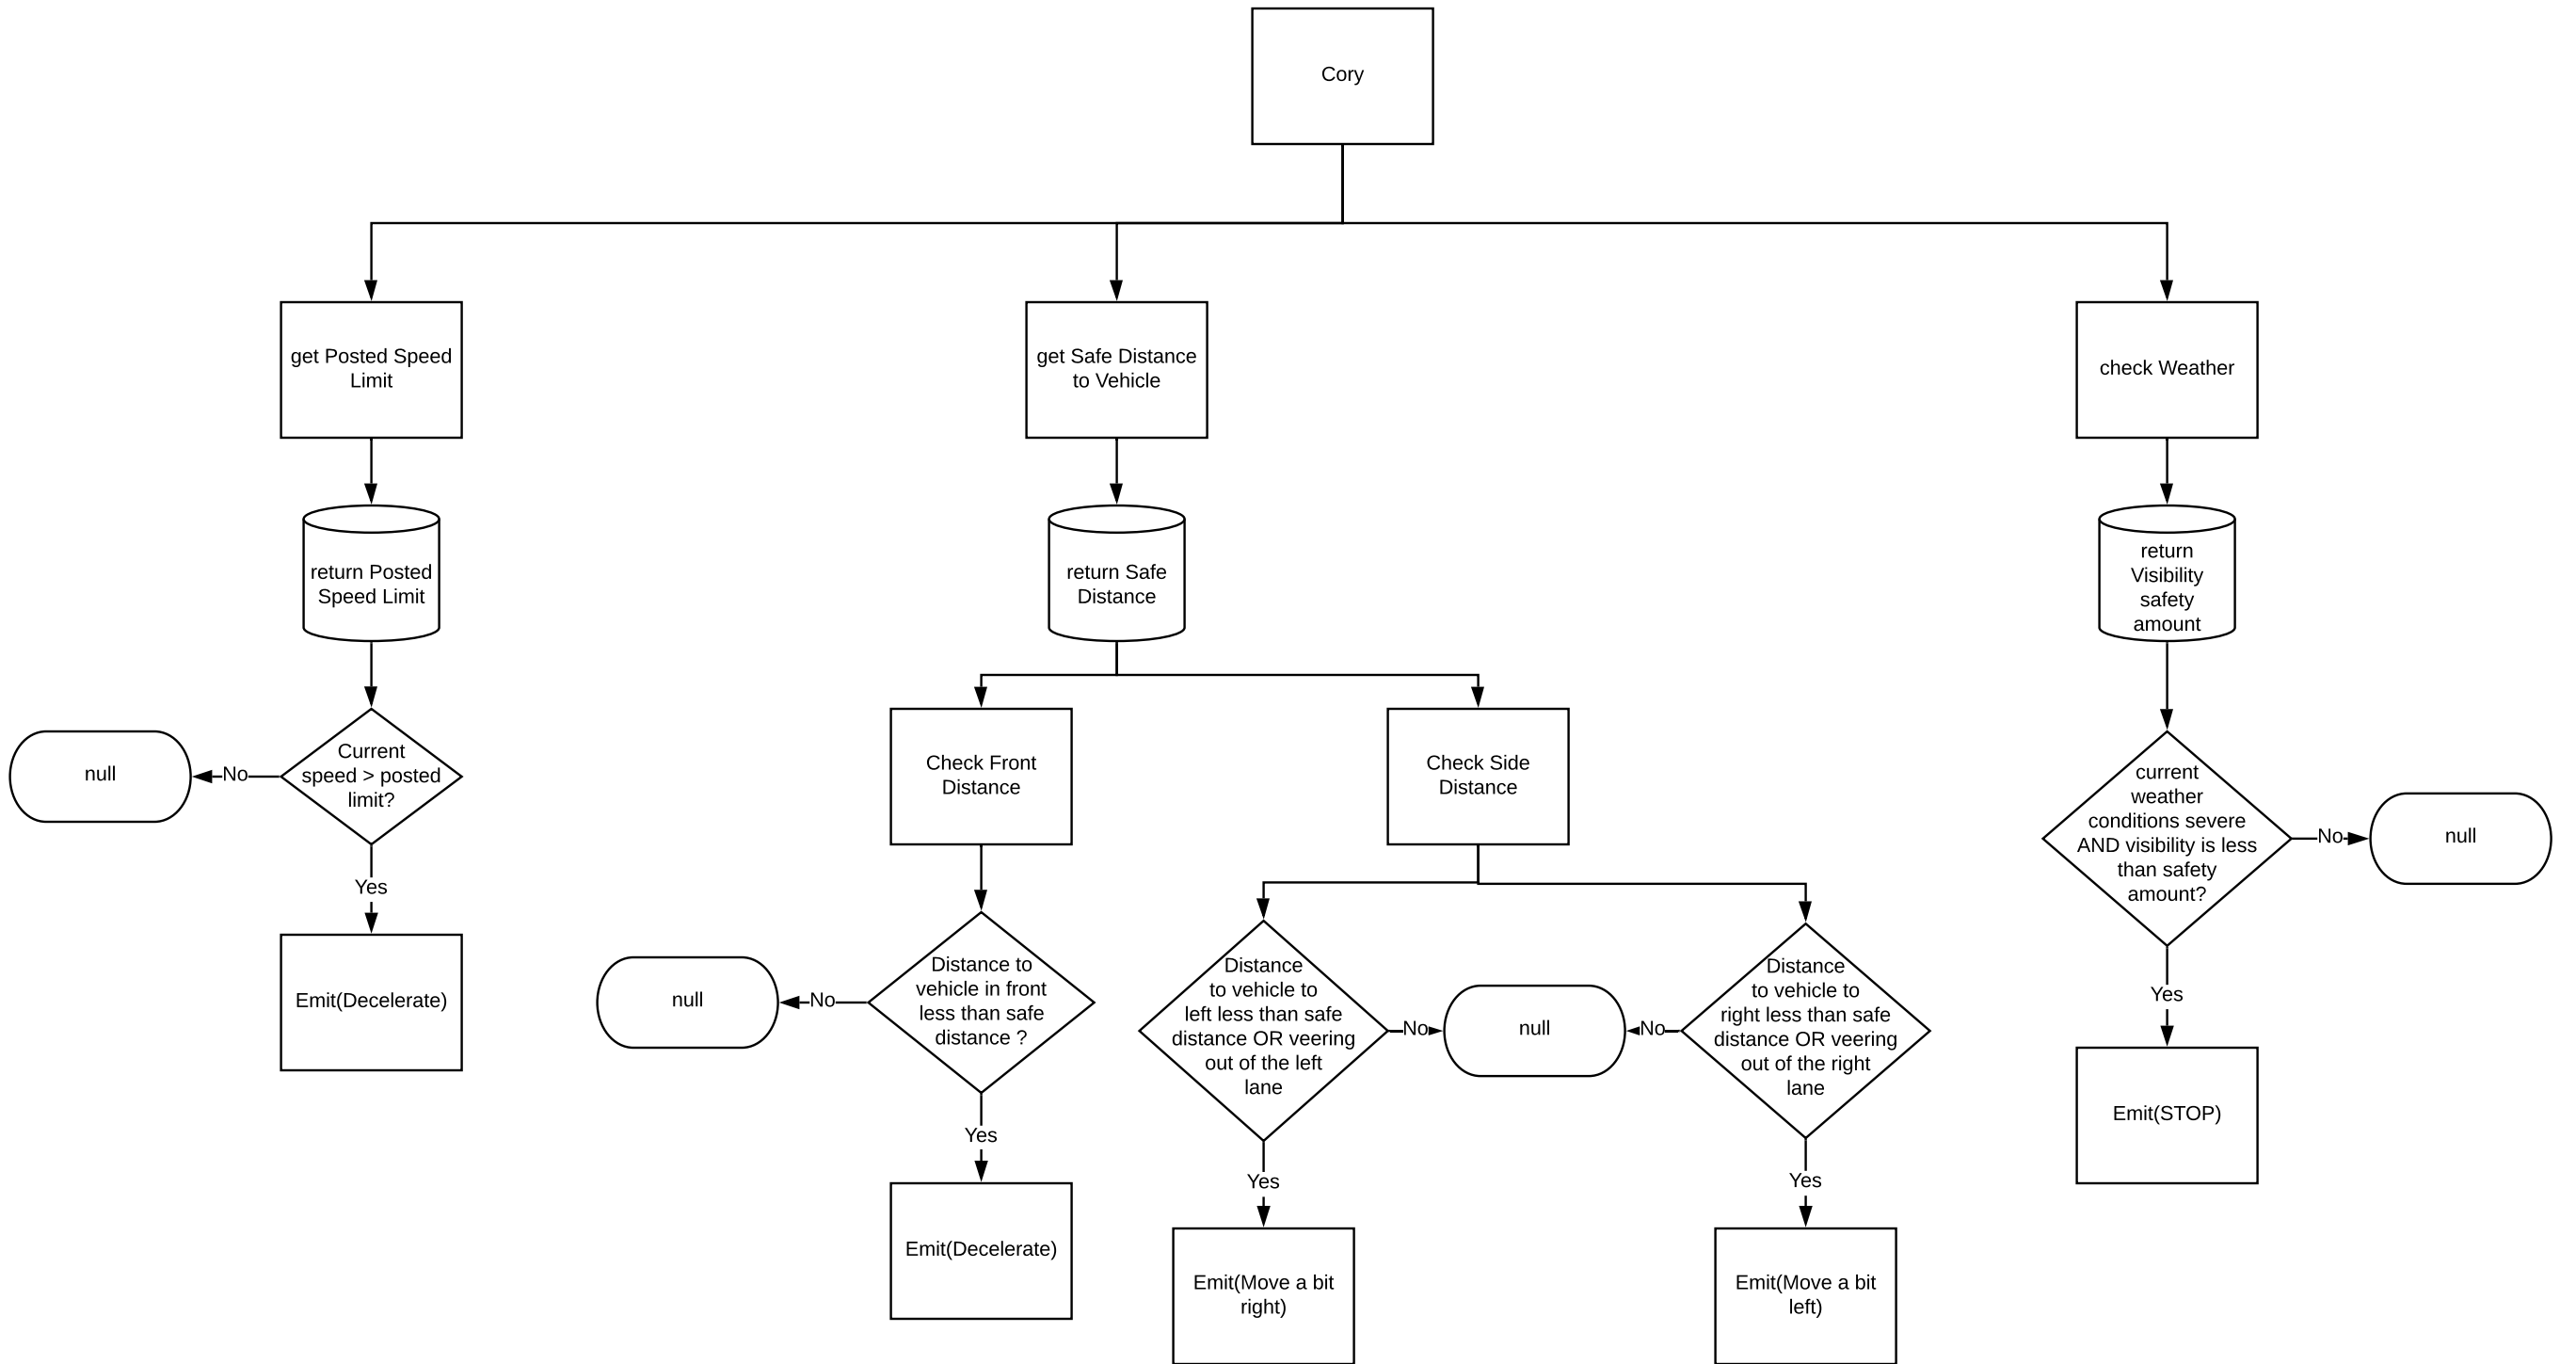 Cory
get Posted Speed
Limit
get Safe Distance
to Vehicle
check Weather
return Posted
Speed Limit
return Safe
Distance
return
Visibility
safety
amount
null
No
Current
speed > posted
limit?
Yes
Emit(Decelerate)
Check Front
Distance
Check Side
Distance
null
No
Distance to
vehicle in front
less than safe
distance ?
Yes
Emit(Decelerate)
Distance
to vehicle to
left less than safe
distance OR veering
out of the left
lane
No
null
No
Distance
to vehicle to
right less than safe
distance OR veering
out of the right
lane
Yes
Emit(Move a bit
right)
Yes
Emit(Move a bit
left)
current
weather
conditions severe
AND visibility is less
than safety
amount?
No
null
Yes
Emit(STOP)